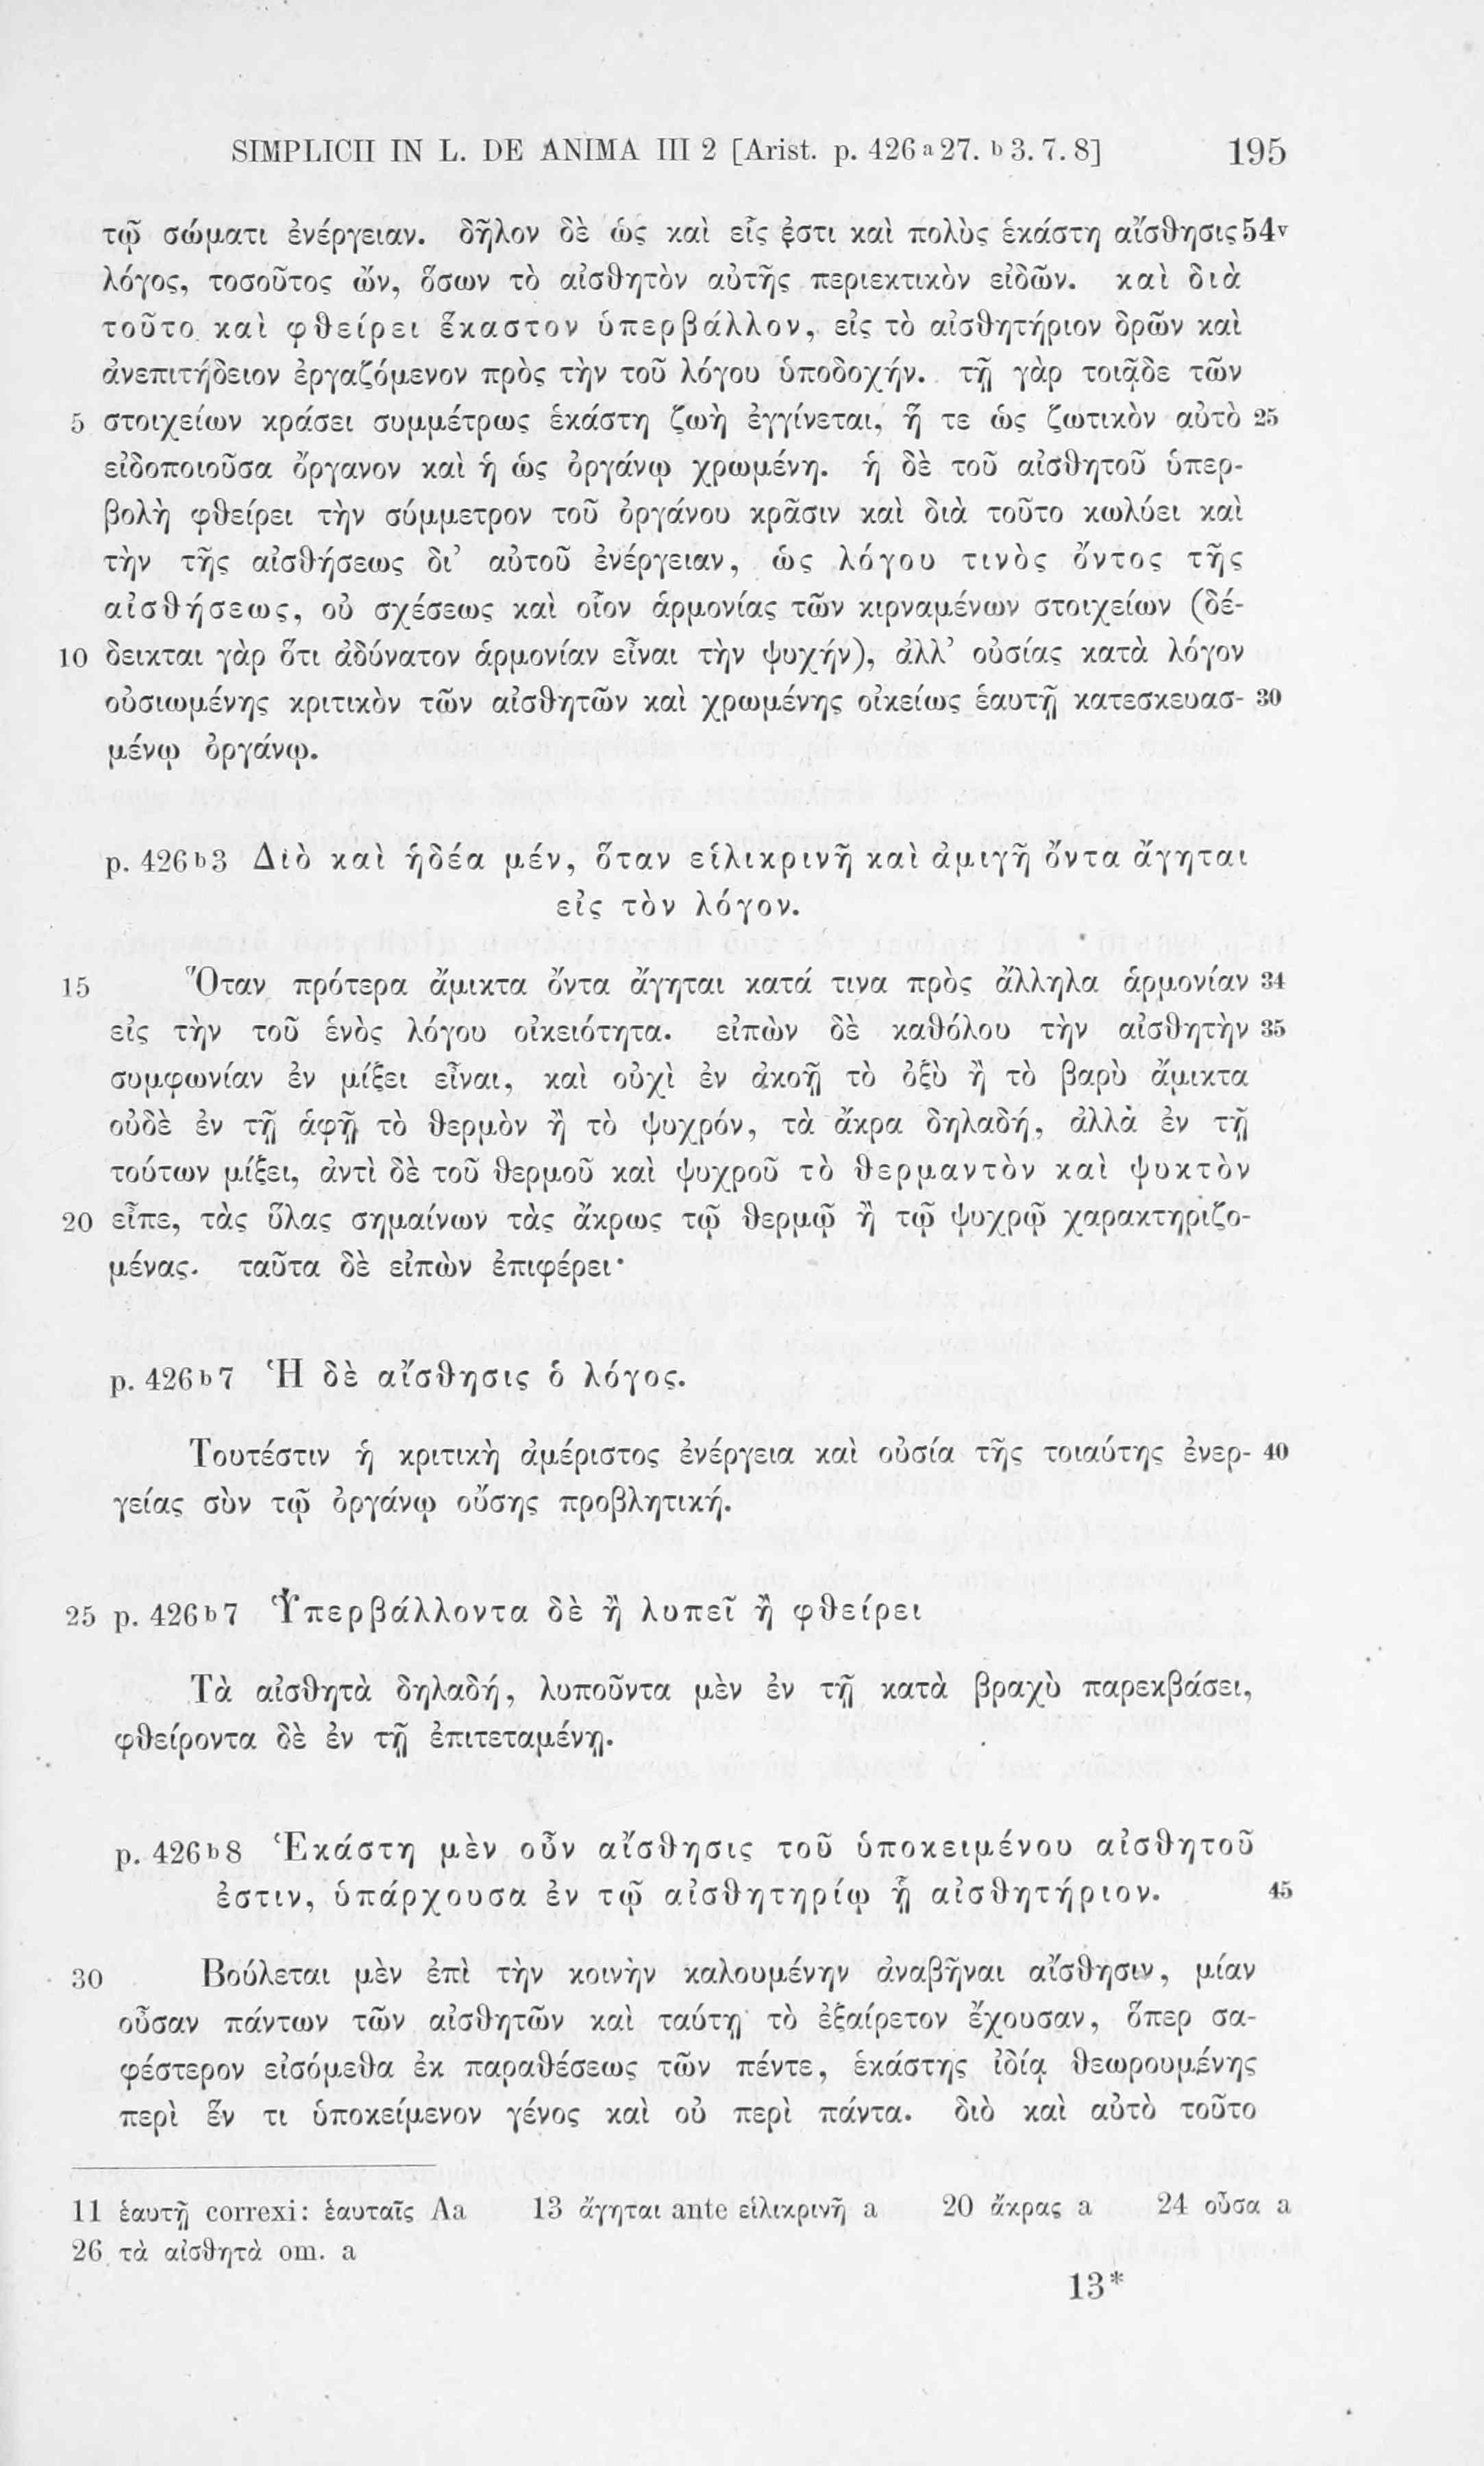 SIMPLICII IN L. DE ANIMA III 2 [Arist. p. 426 a 27. b 3. 7. 8] 195
τῷ σώματι ἐνέργειαν. δῆλον δὲ ὡς καὶ εἷς ἐστι καὶ πολὺς ἑκάστη αἴσθησις 54v
λόγος, τοσοῦτος ὤν, ὅσων τὸ αἰσθητὸν αὐτῆς περιεκτικὸν εἰδῶν. καὶ διὰ
τοῦτο καὶ φθείρει ἕκαστον ὑπερβάλλον, εἰς τὸ αἰσθητήριον δρῶν καὶ
ἀνεπιτήδειον ἐργαζόμενον πρὸς τὴν τοῦ λόγου ὑποδοχήν. τῇ γὰρ τοιᾷδε τῶν
5 στοιχείων κράσει συμμέτρως ἑκάστη ζωὴ ἐγγίνεται, ἥ τε ὡς ζωτικὸν αὐτὸ 25
εἰδοποιοῦσα ὄργανον καὶ ἡ ὡς ὀργάνῳ χρωμένη. ἡ δὲ τοῦ αἰσθητοῦ ὑπερ-
βολὴ φθείρει τὴν σύμμετρον τοῦ ὀργάνου κρᾶσιν καὶ διὰ τοῦτο κωλύει καὶ
τὴν τῆς αἰσθήσεως δι’ αὐτοῦ ἐνέργειαν, ὡς λόγου τινὸς ὄντος τῆς
αἰσθήσεως, οὐ σχέσεως καὶ οἷον ἁρμονίας τῶν κιρναμένων στοιχείων (δέ-
10 δεικται γὰρ ὅτι ἀδύνατον ἁρμονίαν εἶναι τὴν ψυχήν), ἀλλ’ οὐσίας κατὰ λόγον
οὐσιωμένης κριτικὸν τῶν αἰσθητῶν καὶ χρωμένης οἰκείως ἑαυτῇ κατεσκευασ- 30
μένῳ ὀργάνῳ.
p. 426 b 3 Διὸ καὶ ἡδέα μέν, ὅταν εἱλικρινῆ καὶ ἀμιγῆ ὄντα ἄγηται
εἰς τὸν λόγον.
15 Ὅταν πρότερα ἄμικτα ὄντα ἄγηται κατά τινα πρὸς ἄλληλα ἁρμονίαν 34
εἰς τὴν τοῦ ἑνὸς λόγου οἰκειότητα. εἰπὼν δὲ καθόλου τὴν αἰσθητὴν 35
συμφωνίαν ἐν μίξει εἶναι, καὶ οὐχὶ ἐν ἀκοῇ τὸ ὀξὺ ἢ τὸ βαρὺ ἄμικτα
οὐδὲ ἐν τῇ ἁφῇ τὸ θερμὸν ἢ τὸ ψυχρόν, τὰ ἄκρα δηλαδή, ἀλλὰ ἐν τῇ
τούτων μίξει, ἀντὶ δὲ τοῦ θερμοῦ καὶ ψυχροῦ τὸ θερμαντὸν καὶ ψυκτὸν
20 εἶπε, τὰς ὕλας σημαίνων τὰς ἄκρως τῷ θερμῷ ἢ τῷ ψυχρῷ χαρακτηριζο-
μένας. ταῦτα δὲ εἰπὼν ἐπιφέρει·
p. 426 b 7 Ἡ δὲ αἴσθησις ὁ λόγος.
Τουτέστιν ἡ κριτικὴ ἀμέριστος ἐνέργεια καὶ οὐσία τῆς τοιαύτης ἐνερ- 40
γείας σὺν τῷ ὀργάνῳ οὔσης προβλητική.
25 p. 426 b 7 Ὑπερβάλλοντα δὲ ἢ λυπεῖ ἢ φθείρει
Τὰ αἰσθητὰ δηλαδή, λυποῦντα μὲν ἐν τῇ κατὰ βραχὺ παρεκβάσει,
φθείροντα δὲ ἐν τῇ ἐπιτεταμένῃ.
p. 426 b 8 Ἑκάστη μὲν οὖν αἴσθησις τοῦ ὑποκειμένου αἰσθητοῦ
ἐστιν, ὑπάρχουσα ἐν τῷ αἰσθητηρίῳ ᾗ αἰσθητήριον. 45
30 Βούλεται μὲν ἐπὶ τὴν κοινὴν καλουμένην ἀναβῆναι αἴσθησιν, μίαν
οὖσαν πάντων τῶν αἰσθητῶν καὶ ταύτῃ τὸ ἐξαίρετον ἔχουσαν, ὅπερ σα-
φέστερον εἰσόμεθα ἐκ παραθέσεως τῶν πέντε, ἑκάστης ἰδίᾳ θεωρουμένης
περὶ ἕν τι ὑποκείμενον γένος καὶ οὐ περὶ πάντα. διὸ καὶ αὐτὸ τοῦτο
11 ἑαυτῇ correxi: ἑαυταῖς Aa 13 ἄγηται ante εἱλικρινῆ a 20 ἄκρας a 24 οὖσα a
26 τὰ αἰσθητὰ om. a
13*